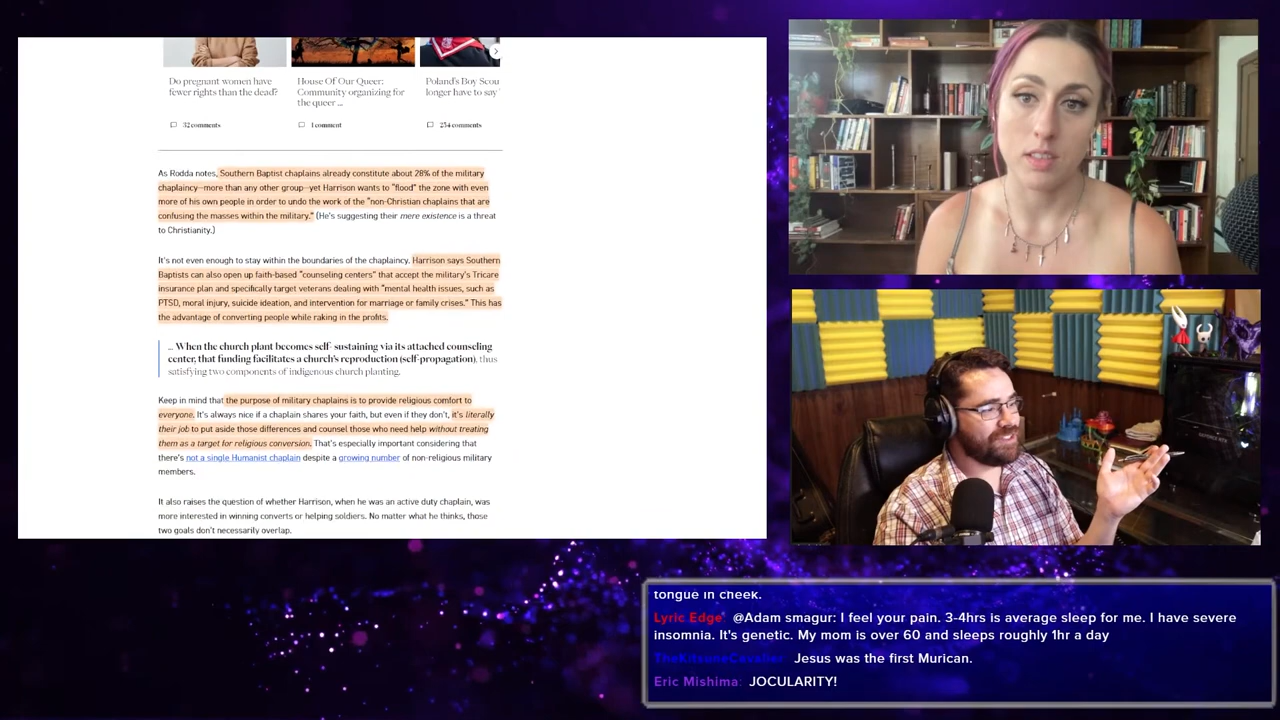 Do pregnant women have
fewer rights than the dead?
32 comments
House Of Our Queer:
Community organizing for
the queer ...
1 comment
Poland's Boy Scou
longer have to say '
254 comments
As Rodda notes, Southern Baptist chaplains already constitute about 28% of the military
chaplaincy—more than any other group—yet Harrison wants to "flood" the zone with even
more of his own people in order to undo the work of the "non-Christian chaplains that are
confusing the masses within the military." (He's suggesting their mere existence is a threat
to Christianity.)
It's not even enough to stay within the boundaries of the chaplaincy. Harrison says Southern
Baptists can also open up faith-based "counseling centers" that accept the military's Tricare
insurance plan and specifically target veterans dealing with "mental health issues, such as
PTSD, moral injury, suicide ideation, and intervention for marriage or family crises." This has
the advantage of converting people while raking in the profits.
... When the church plant becomes self- sustaining via its attached counseling
center, that funding facilitates a church's reproduction (self-propagation), thus
satisfying two components of indigenous church planting.
Keep in mind that the purpose of military chaplains is to provide religious comfort to
everyone. It's always nice if a chaplain shares your faith, but even if they don't, it's literally
their job to put aside those differences and counsel those who need help without treating
them as a target for religious conversion. That's especially important considering that
there's not a single Humanist chaplain despite a growing number of non-religious military
members.
It also raises the question of whether Harrison, when he was an active duty chaplain, was
more interested in winning converts or helping soldiers. No matter what he thinks, those
two goals don't necessarily overlap.
tongue in cheek.
Lyric Edge: @Adam smagur: I feel your pain. 3-4hrs is average sleep for me. I have severe
insomnia. It's genetic. My mom is over 60 and sleeps roughly 1hr a day
TheKitsuneCavalier: Jesus was the first Murican.
Eric Mishima: JOCULARITY!